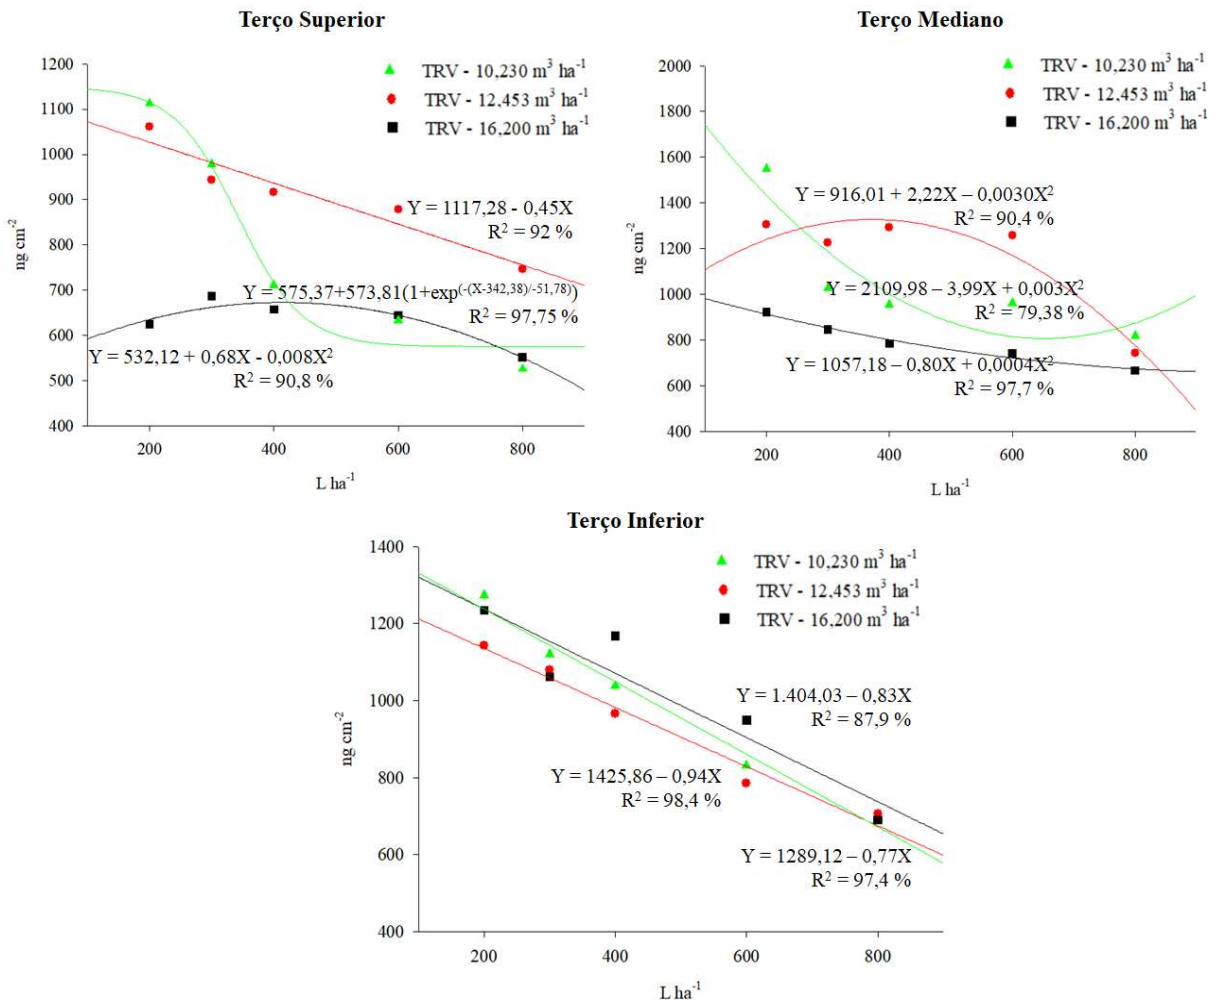 Terço Superior
1200
1100
1000
900
800
700
600
500
400
ng cm⁻²
TRV - 10,230 m³ ha⁻¹
TRV - 12,453 m³ ha⁻¹
TRV - 16,200 m³ ha⁻¹
Y = 1117,28 - 0,45X
R² = 92 %
Y = 575,37+573,81(1+exp^(-(X-342,38)/-51,78))
R² = 97,75 %
Y = 532,12 + 0,68X - 0,008X²
R² = 90,8 %
200 400 600 800
L ha⁻¹
Terço Mediano
2000
1800
1600
1400
1200
1000
800
600
400
ng cm⁻²
TRV - 10,230 m³ ha⁻¹
TRV - 12,453 m³ ha⁻¹
TRV - 16,200 m³ ha⁻¹
Y = 916,01 + 2,22X – 0,0030X²
R² = 90,4 %
Y = 2109,98 – 3,99X + 0,003X²
R² = 79,38 %
Y = 1057,18 – 0,80X + 0,0004X²
R² = 97,7 %
200 400 600 800
L ha⁻¹
Terço Inferior
1400
1200
1000
800
600
400
ng cm⁻²
TRV - 10,230 m³ ha⁻¹
TRV - 12,453 m³ ha⁻¹
TRV - 16,200 m³ ha⁻¹
Y = 1.404,03 – 0,83X
R² = 87,9 %
Y = 1425,86 – 0,94X
R² = 98,4 %
Y = 1289,12 – 0,77X
R² = 97,4 %
200 400 600 800
L ha⁻¹